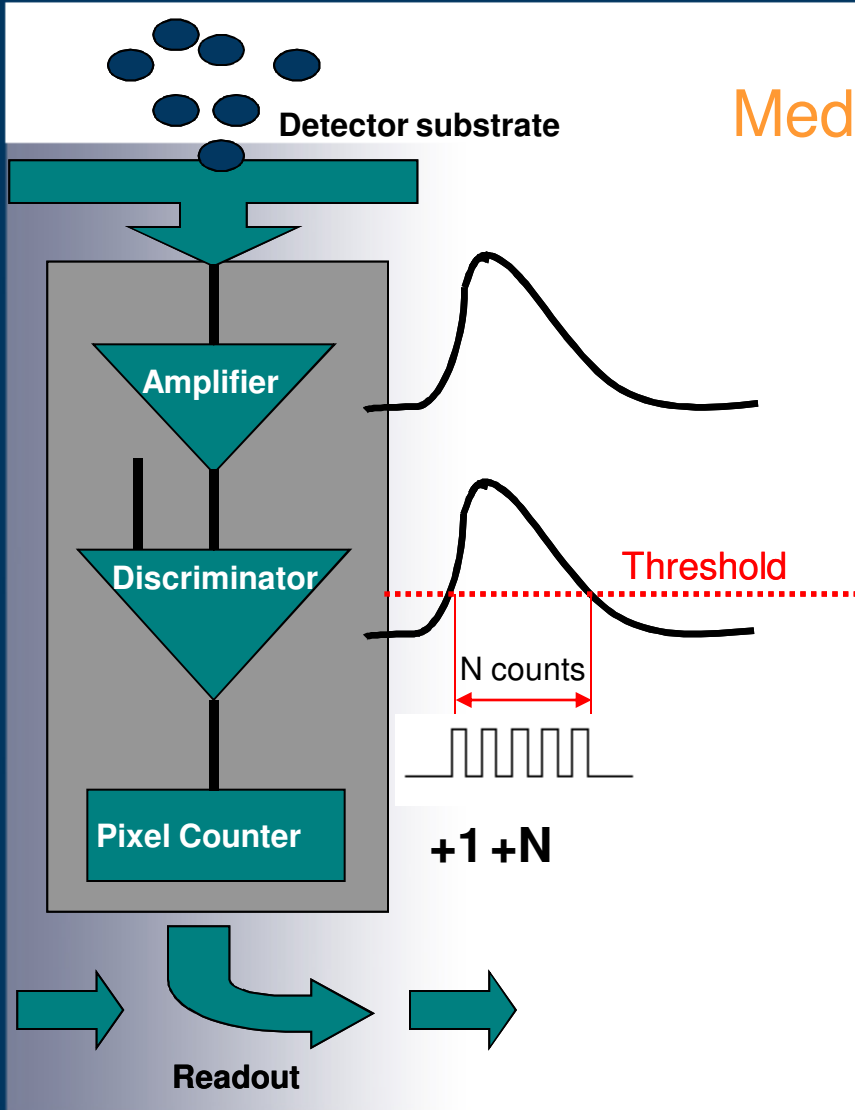 Detector substrate
Med
Amplifier
Discriminator
Threshold
N counts
Pixel Counter
+1 +N
Readout